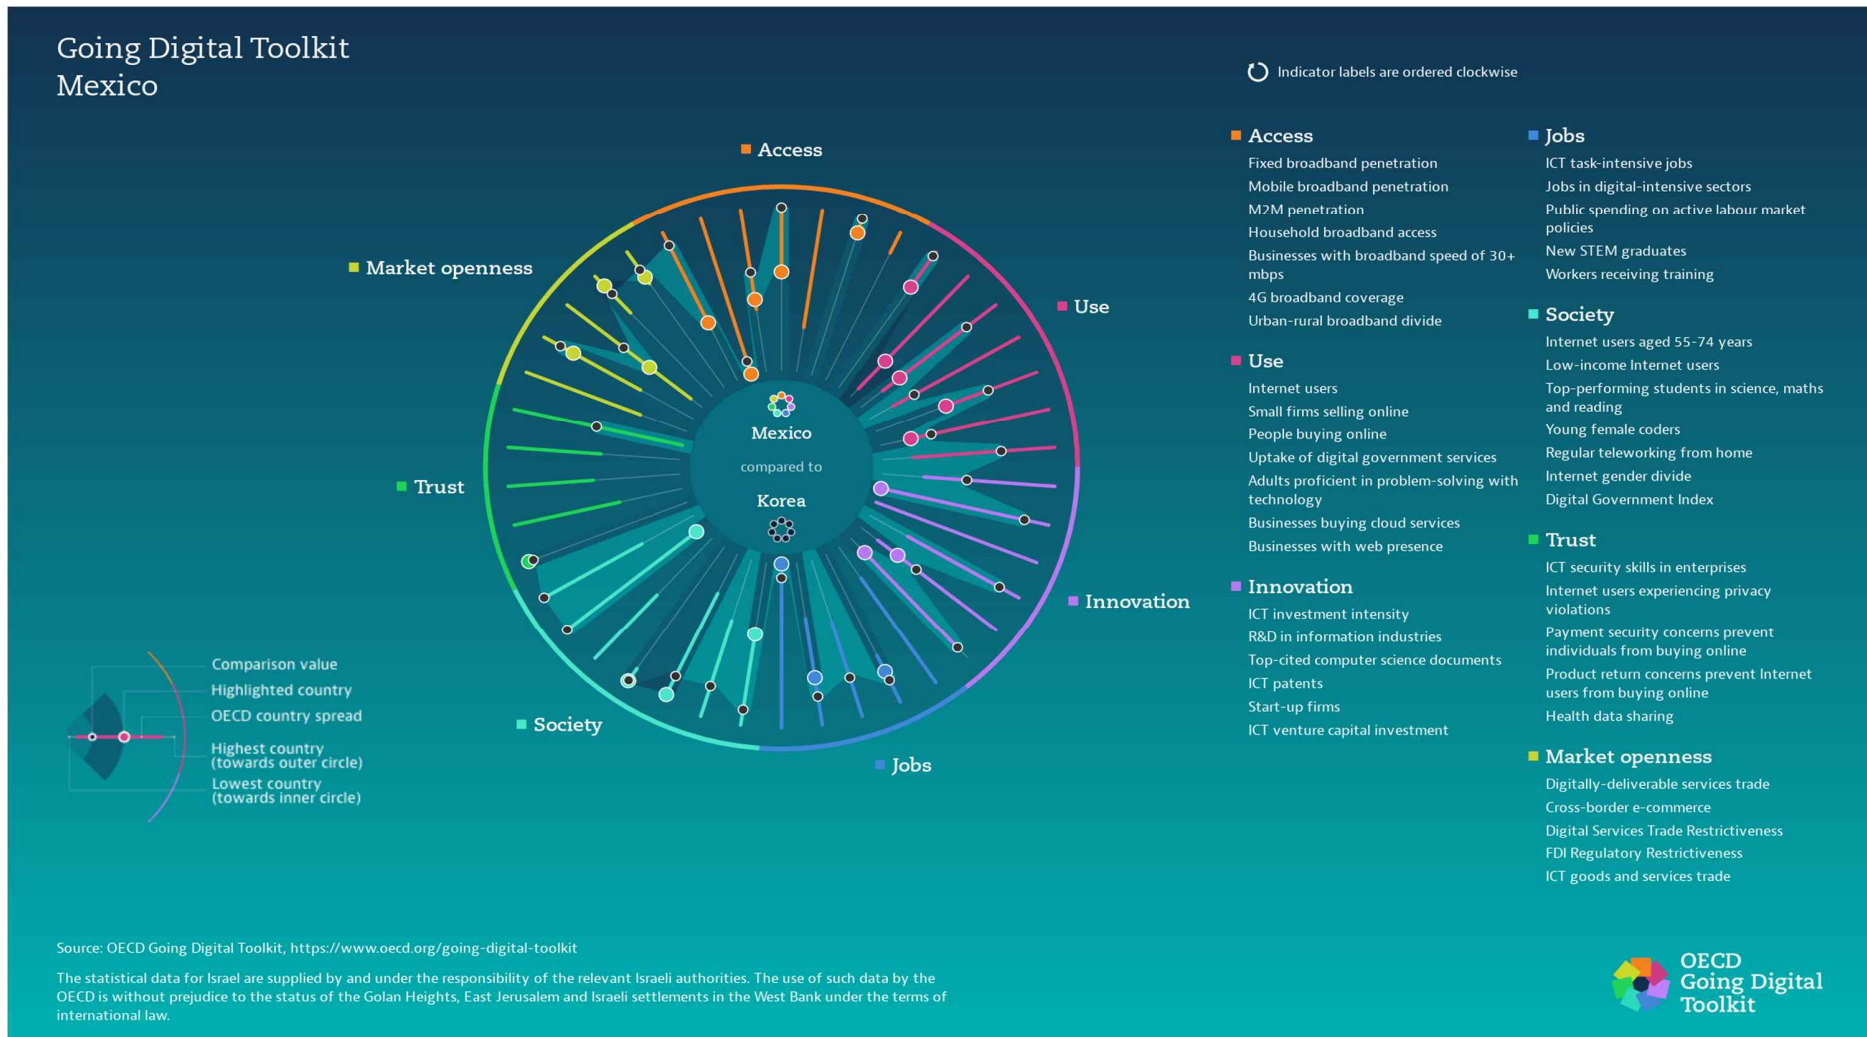 Going Digital Toolkit
Mexico
Indicator labels are ordered clockwise
Access
Market openness
Use
Trust
Innovation
Society
Jobs
Mexico
compared to
Korea
Comparison value
Highlighted country
OECD country spread
Highest country
(towards outer circle)
Lowest country
(towards inner circle)
Access
Fixed broadband penetration
Mobile broadband penetration
M2M penetration
Household broadband access
Businesses with broadband speed of 30+
mbps
4G broadband coverage
Urban-rural broadband divide
Use
Internet users
Small firms selling online
People buying online
Uptake of digital government services
Adults proficient in problem-solving with
technology
Businesses buying cloud services
Businesses with web presence
Innovation
ICT investment intensity
R&D in information industries
Top-cited computer science documents
ICT patents
Start-up firms
ICT venture capital investment
Jobs
ICT task-intensive jobs
Jobs in digital-intensive sectors
Public spending on active labour market
policies
New STEM graduates
Workers receiving training
Society
Internet users aged 55-74 years
Low-income Internet users
Top-performing students in science, maths
and reading
Young female coders
Regular teleworking from home
Internet gender divide
Digital Government Index
Trust
ICT security skills in enterprises
Internet users experiencing privacy
violations
Payment security concerns prevent
individuals from buying online
Product return concerns prevent Internet
users from buying online
Health data sharing
Market openness
Digitally-deliverable services trade
Cross-border e-commerce
Digital Services Trade Restrictiveness
FDI Regulatory Restrictiveness
ICT goods and services trade
Source: OECD Going Digital Toolkit, https://www.oecd.org/going-digital-toolkit
The statistical data for Israel are supplied by and under the responsibility of the relevant Israeli authorities. The use of such data by the
OECD is without prejudice to the status of the Golan Heights, East Jerusalem and Israeli settlements in the West Bank under the terms of
international law.
OECD
Going Digital
Toolkit